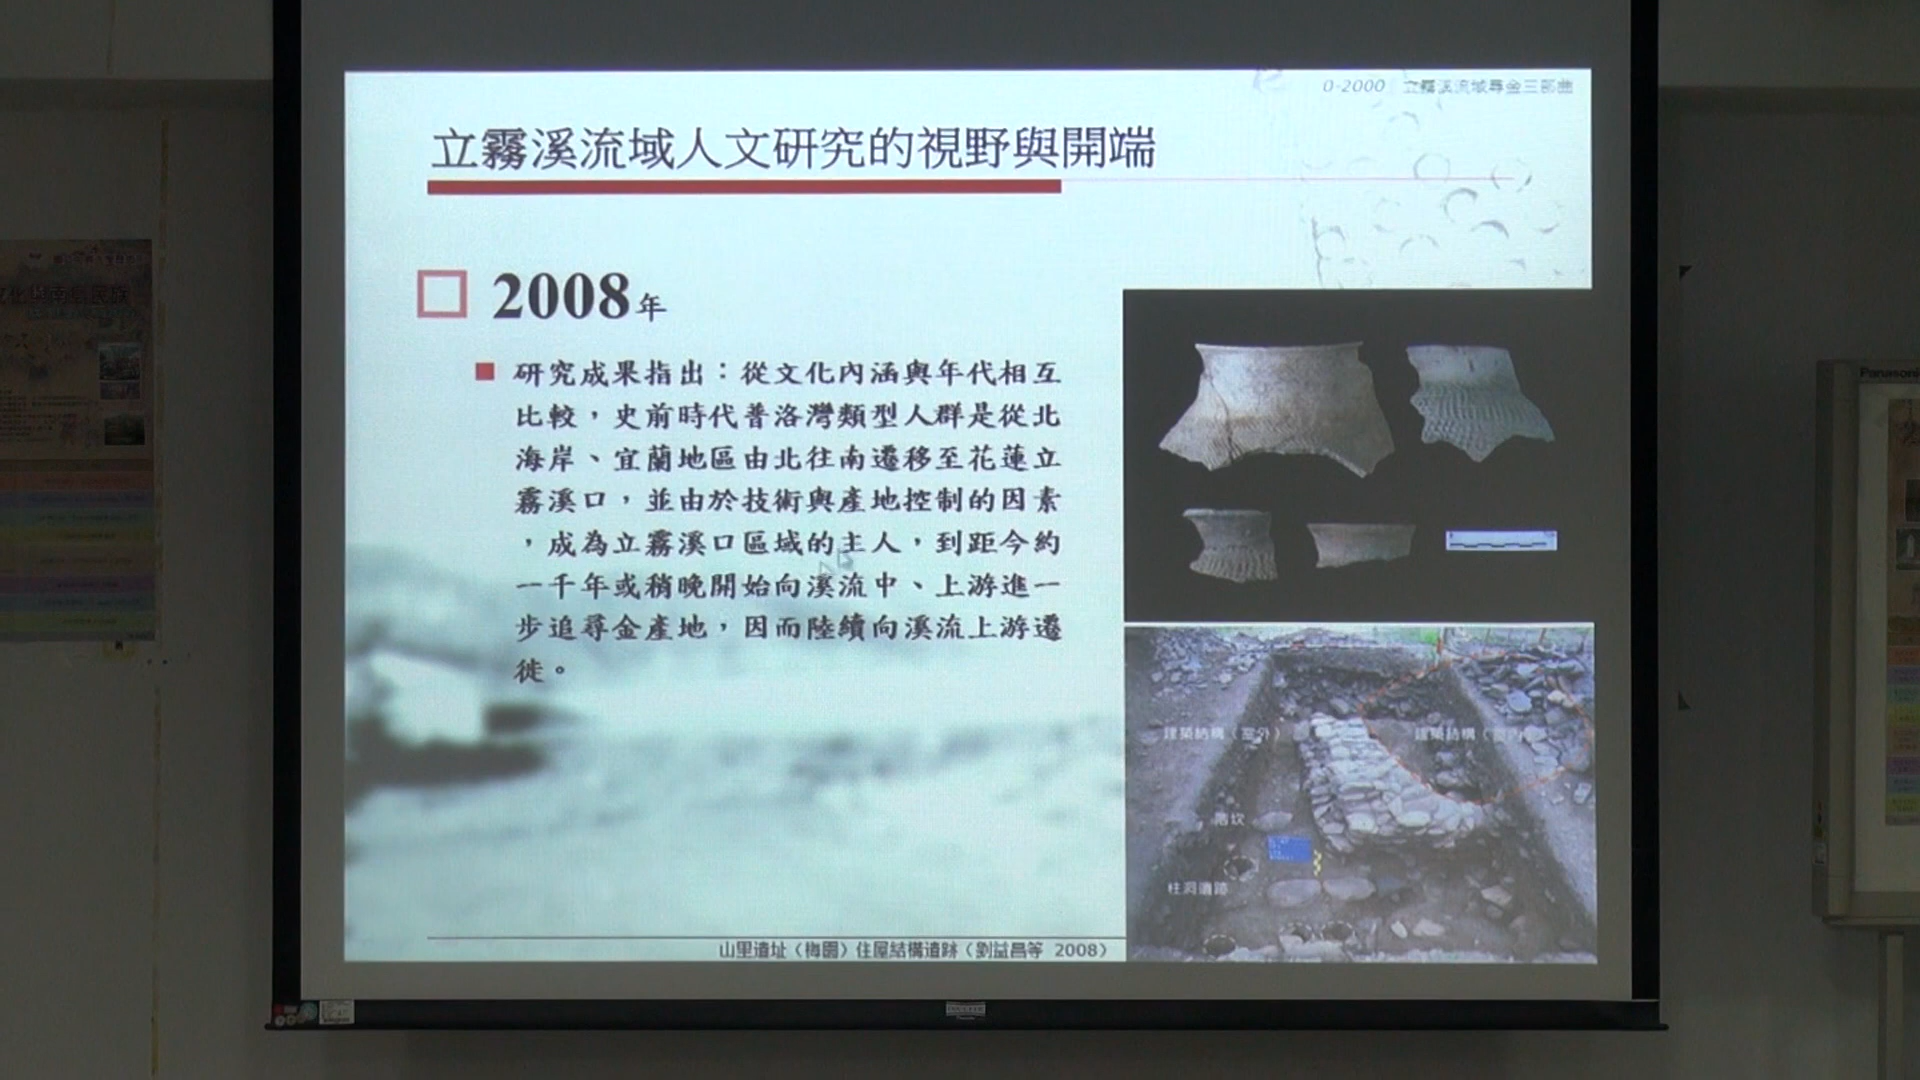 0-2000 立霧溪流域尋金三部曲
立霧溪流域人文研究的視野與開端
2008年
研究成果指出：從文化內涵與年代相互
比較，史前時代普洛灣類型人群是從北
海岸、宜蘭地區由北往南遷移至花蓮立
霧溪口，並由於技術與產地控制的因素
，成為立霧溪口區域的主人，到距今約
一千年或稍晚開始向溪流中、上游進一
步追尋金產地，因而陸續向溪流上游遷
徙。
建築結構（室外）
建築結構（室內）
落坎
柱洞遺跡
山里遺址（梅園）住屋結構遺跡（劉益昌等 2008）
Panasonic